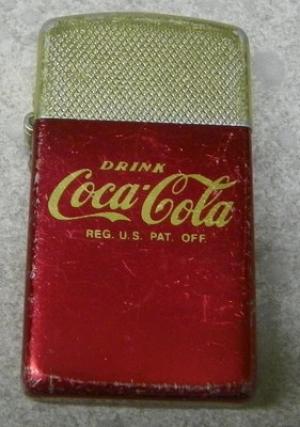 DRINK
Coca-Cola
REG. U.S. PAT. OFF.